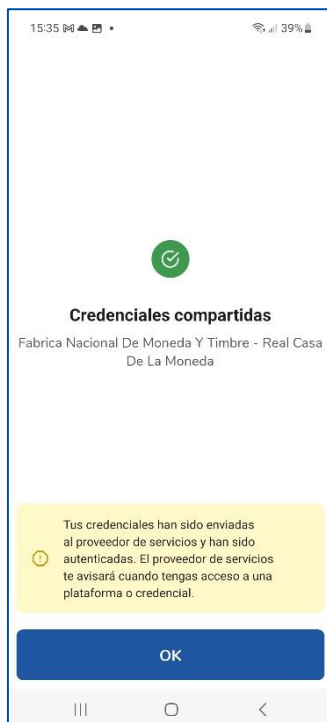 15:35
39%
Credenciales compartidas
Fabrica Nacional De Moneda Y Timbre - Real Casa
De La Moneda
Tus credenciales han sido enviadas
al proveedor de servicios y han sido
autenticadas. El proveedor de servicios
te avisará cuando tengas acceso a una
plataforma o credencial.
OK